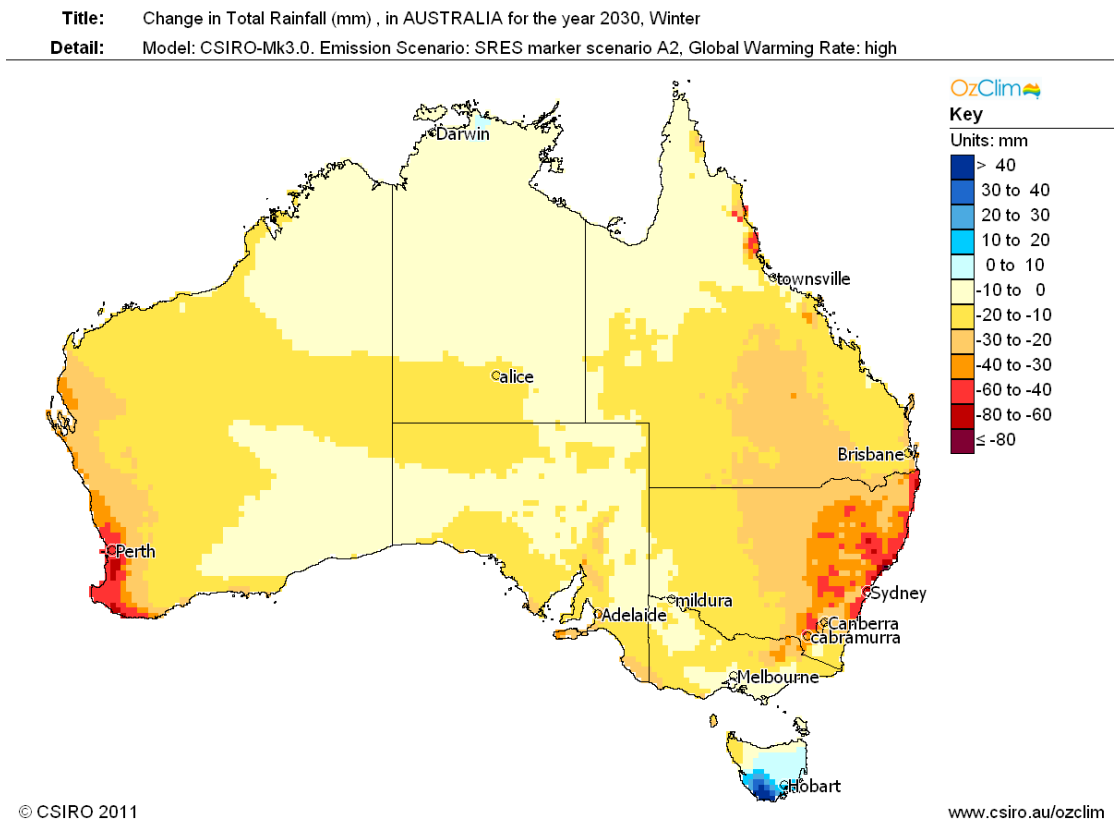 Title: Change in Total Rainfall (mm) , in AUSTRALIA for the year 2030, Winter
Detail: Model: CSIRO-Mk3.0. Emission Scenario: SRES marker scenario A2, Global Warming Rate: high
OzClim
Key
Units: mm
> 40
30 to 40
20 to 30
10 to 20
0 to 10
-10 to 0
-20 to -10
-30 to -20
-40 to -30
-60 to -40
-80 to -60
≤ -80
Darwin
townsville
alice
Brisbane
Perth
Sydney
mildura
Adelaide
Canberra
cabramurra
Melbourne
Hobart
© CSIRO 2011
www.csiro.au/ozclim